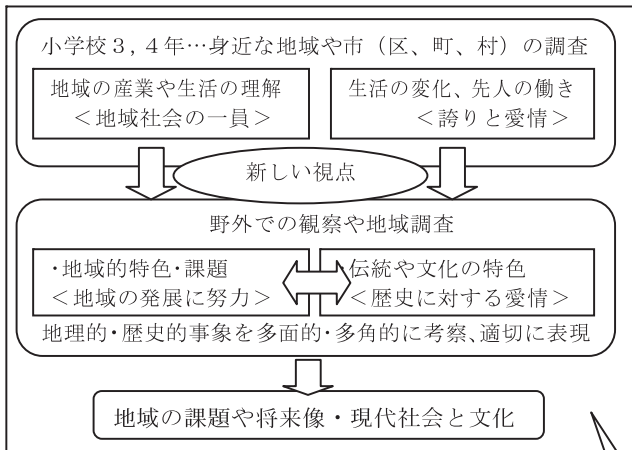 小学校３，４年…身近な地域や市（区、町、村）の調査
地域の産業や生活の理解
＜地域社会の一員＞
生活の変化、先人の働き
＜誇りと愛情＞
新しい視点
野外での観察や地域調査
・地域的特色・課題
＜地域の発展に努力＞
・伝統や文化の特色
＜歴史に対する愛情＞
地理的・歴史的事象を多面的・多角的に考察、適切に表現
地域の課題や将来像・現代社会と文化